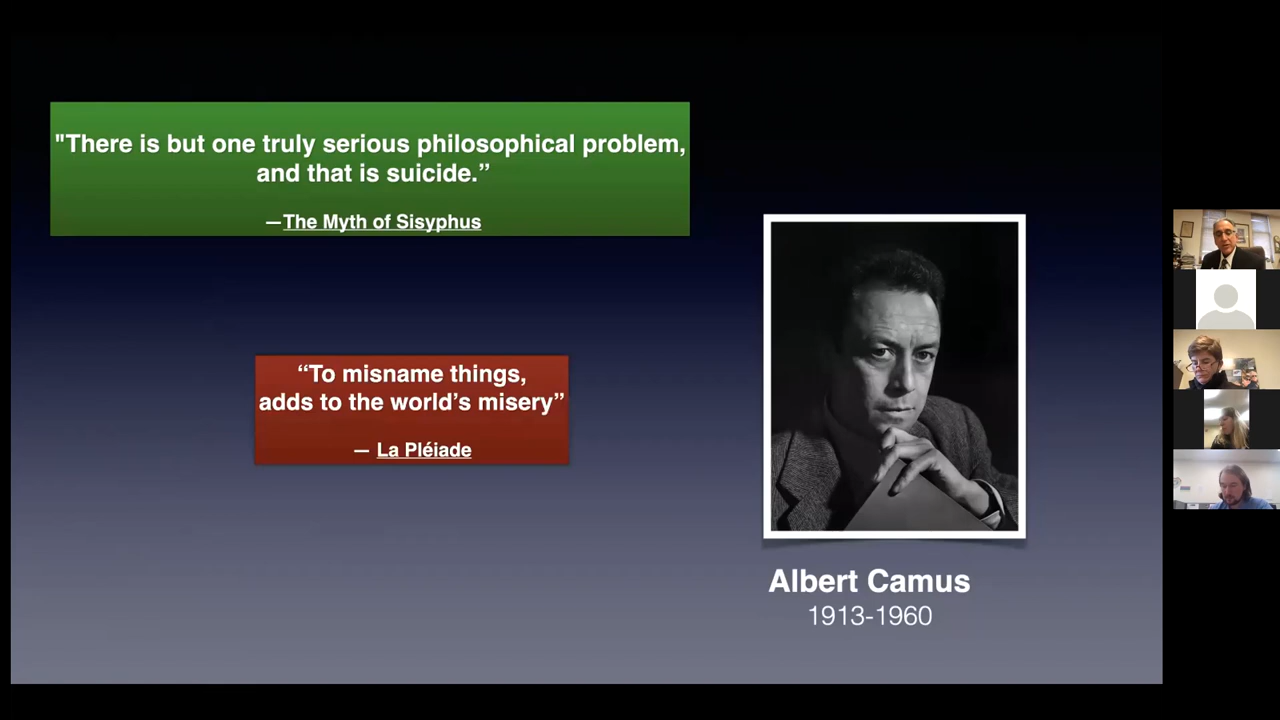 "There is but one truly serious philosophical problem,
and that is suicide.”
—The Myth of Sisyphus
“To misname things,
adds to the world’s misery”
— La Pléiade
Albert Camus
1913-1960